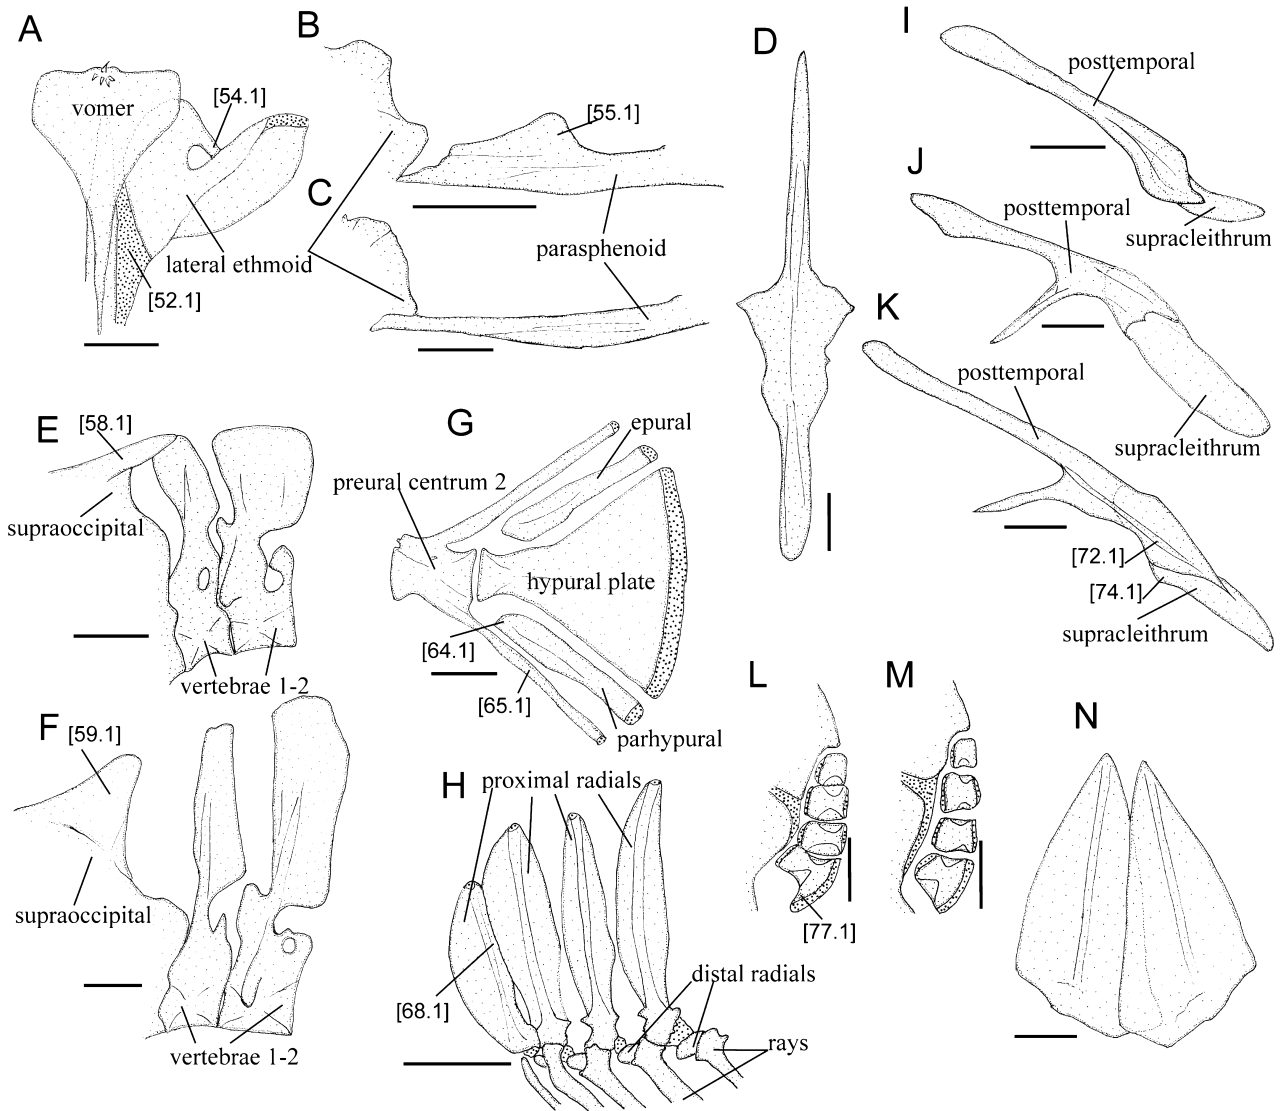 A
vomer
[54.1]
lateral ethmoid
[52.1]
B
[55.1]
C
parasphenoid
D
I
posttemporal
supracleithrum
J
posttemporal
supracleithrum
K
posttemporal
[72.1]
[74.1]
supracleithrum
E
[58.1]
supraoccipital
vertebrae 1-2
F
[59.1]
supraoccipital
vertebrae 1-2
G
epural
preural centrum 2
hypural plate
[64.1]
[65.1]
parhypural
H
proximal radials
[68.1]
distal radials
rays
L
[77.1]
M
N